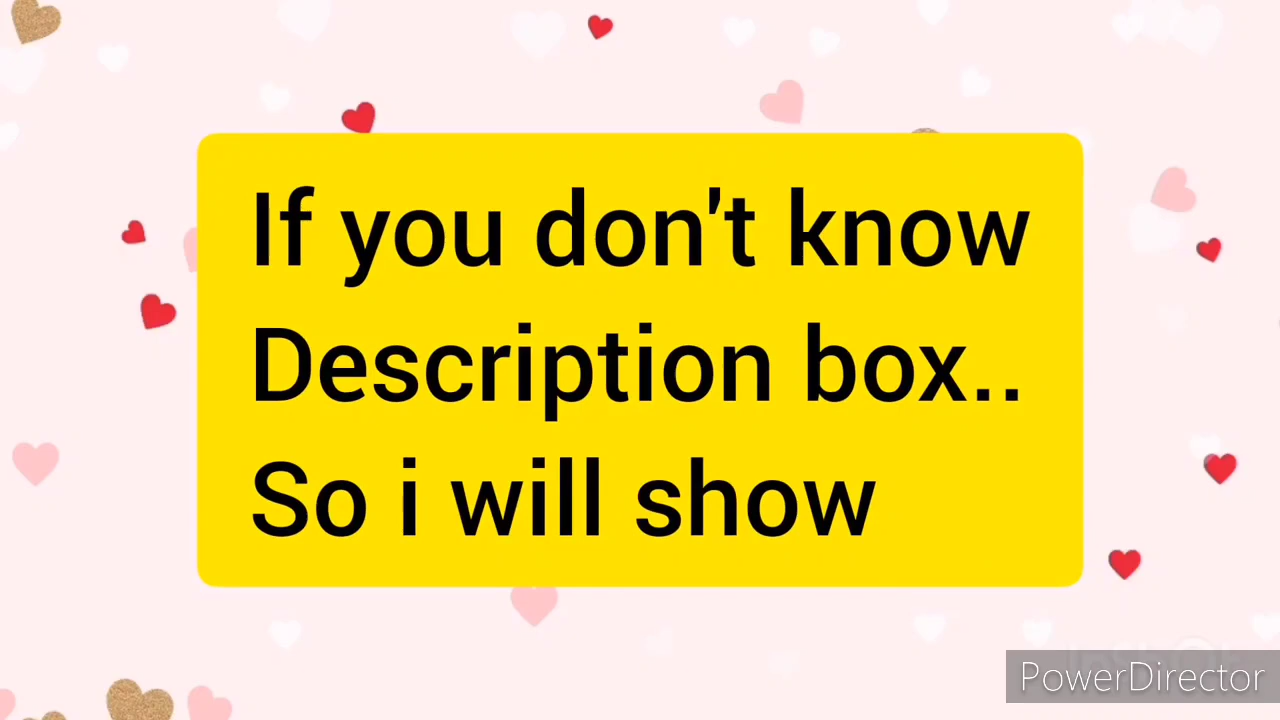 If you don't know
Description box..
So i will show
PowerDirector